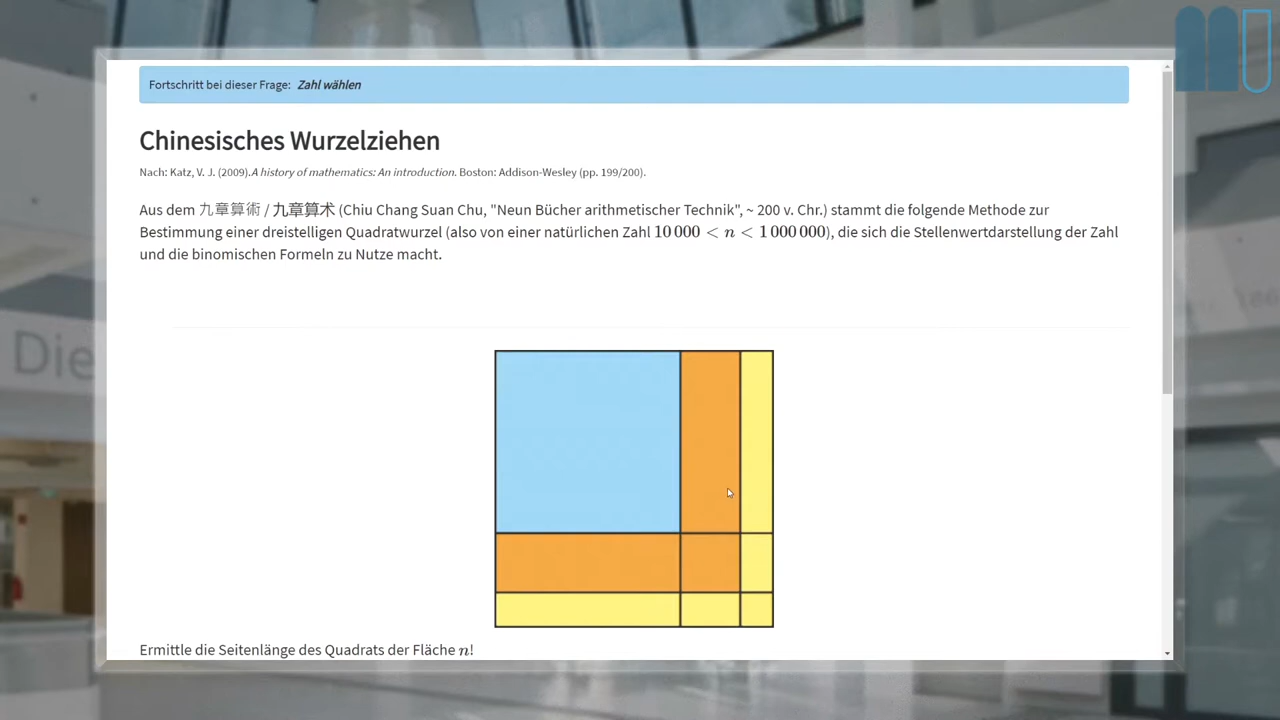 Fortschritt bei dieser Frage: Zahl wählen
Chinesisches Wurzelziehen
Nach: Katz, V. J. (2009).A history of mathematics: An introduction. Boston: Addison-Wesley (pp. 199/200).
Aus dem 九章算術 / 九章算术 (Chiu Chang Suan Chu, "Neun Bücher arithmetischer Technik", ~ 200 v. Chr.) stammt die folgende Methode zur
Bestimmung einer dreistelligen Quadratwurzel (also von einer natürlichen Zahl 10 000 < n < 1 000 000), die sich die Stellenwertdarstellung der Zahl
und die binomischen Formeln zu Nutze macht.
Die
Ermittle die Seitenlänge des Quadrats der Fläche n!